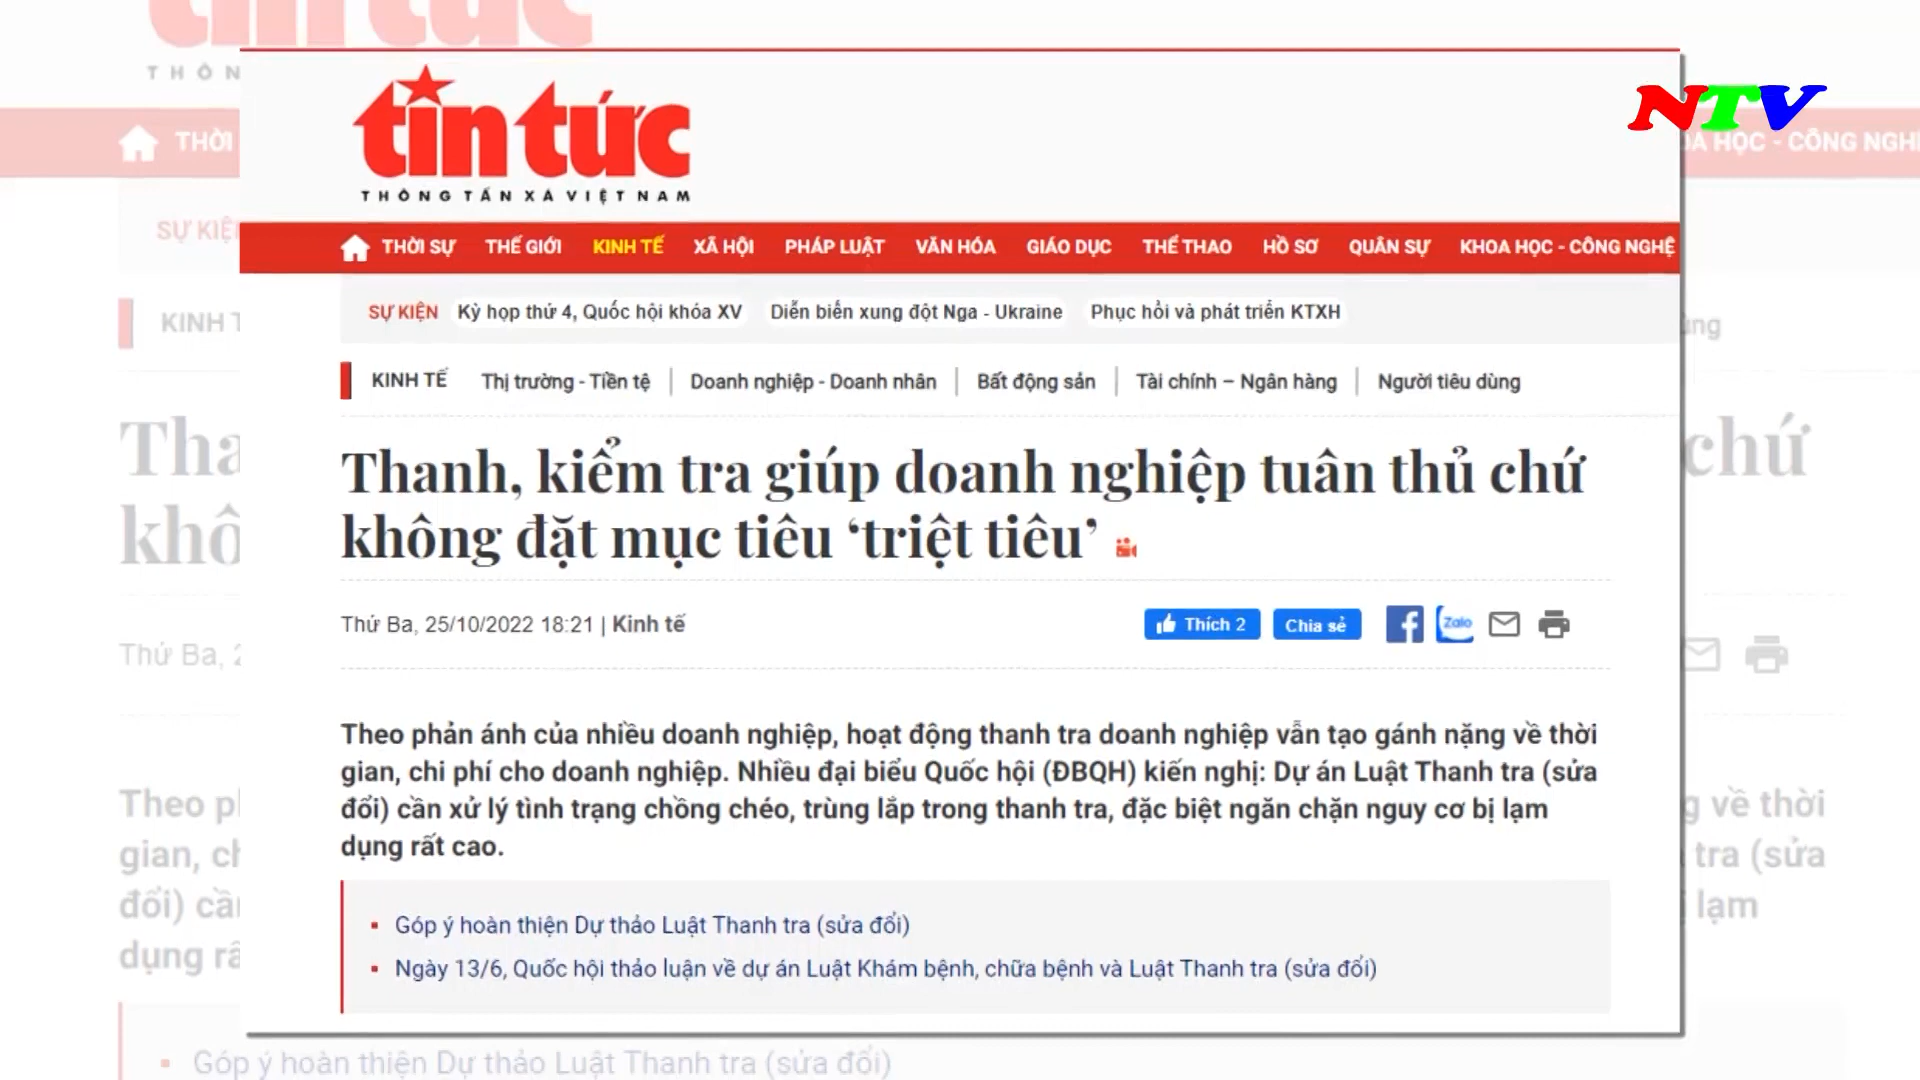 tin tức
THÔNG TẤN XÃ VIỆT NAM
NTV
THỜI SỰ THẾ GIỚI KINH TẾ XÃ HỘI PHÁP LUẬT VĂN HÓA GIÁO DỤC THỂ THAO HỒ SƠ QUÂN SỰ KHOA HỌC - CÔNG NGHỆ
SỰ KIỆN Kỳ họp thứ 4, Quốc hội khóa XV Diễn biến xung đột Nga - Ukraine Phục hồi và phát triển KTXH
KINH TẾ Thị trường - Tiền tệ Doanh nghiệp - Doanh nhân Bất động sản Tài chính – Ngân hàng Người tiêu dùng
Thanh, kiểm tra giúp doanh nghiệp tuân thủ chứ
không đặt mục tiêu ‘triệt tiêu’
Thứ Ba, 25/10/2022 18:21 | Kinh tế Thích 2 Chia sẻ Zalo
Theo phản ánh của nhiều doanh nghiệp, hoạt động thanh tra doanh nghiệp vẫn tạo gánh nặng về thời
gian, chi phí cho doanh nghiệp. Nhiều đại biểu Quốc hội (ĐBQH) kiến nghị: Dự án Luật Thanh tra (sửa
đổi) cần xử lý tình trạng chồng chéo, trùng lắp trong thanh tra, đặc biệt ngăn chặn nguy cơ bị lạm
dụng rất cao.
Góp ý hoàn thiện Dự thảo Luật Thanh tra (sửa đổi)
Ngày 13/6, Quốc hội thảo luận về dự án Luật Khám bệnh, chữa bệnh và Luật Thanh tra (sửa đổi)
Góp ý hoàn thiện Dự thảo Luật Thanh tra (sửa đổi)